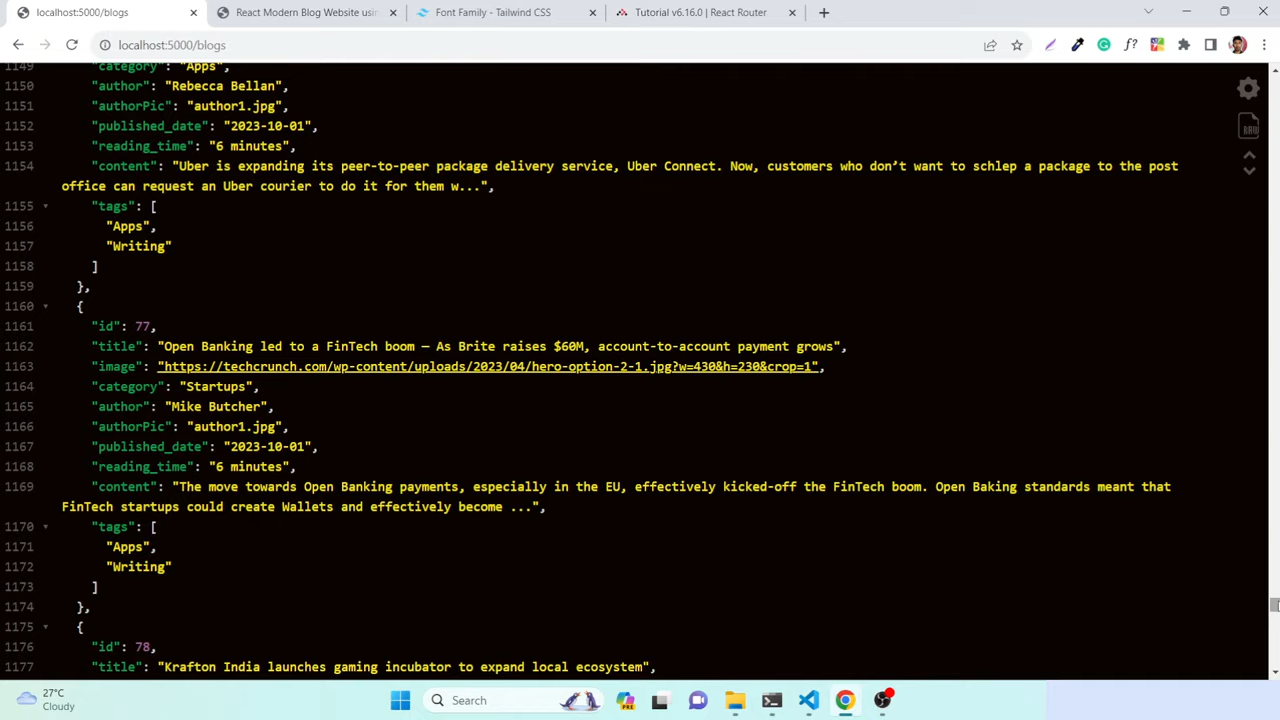 localhost:5000/blogs
React Modern Blog Website usin
Font Family - Tailwind CSS
Tutorial v6.16.0 | React Router
localhost:5000/blogs
1149 "category": "Apps",
1150 "author": "Rebecca Bellan",
1151 "authorPic": "author1.jpg",
1152 "published_date": "2023-10-01",
1153 "reading_time": "6 minutes",
1154 "content": "Uber is expanding its peer-to-peer package delivery service, Uber Connect. Now, customers who don’t want to schlep a package to the post
office can request an Uber courier to do it for them w...",
1155 "tags": [
1156 "Apps",
1157 "Writing"
1158 ]
1159 },
1160 {
1161 "id": 77,
1162 "title": "Open Banking led to a FinTech boom — As Brite raises $60M, account-to-account payment grows",
1163 "image": "https://techcrunch.com/wp-content/uploads/2023/04/hero-option-2-1.jpg?w=430&h=230&crop=1",
1164 "category": "Startups",
1165 "author": "Mike Butcher",
1166 "authorPic": "author1.jpg",
1167 "published_date": "2023-10-01",
1168 "reading_time": "6 minutes",
1169 "content": "The move towards Open Banking payments, especially in the EU, effectively kicked-off the FinTech boom. Open Baking standards meant that
FinTech startups could create Wallets and effectively become ...",
1170 "tags": [
1171 "Apps",
1172 "Writing"
1173 ]
1174 },
1175 {
1176 "id": 78,
1177 "title": "Krafton India launches gaming incubator to expand local ecosystem",
RAW
f?
27°C
Cloudy
Search
PRE